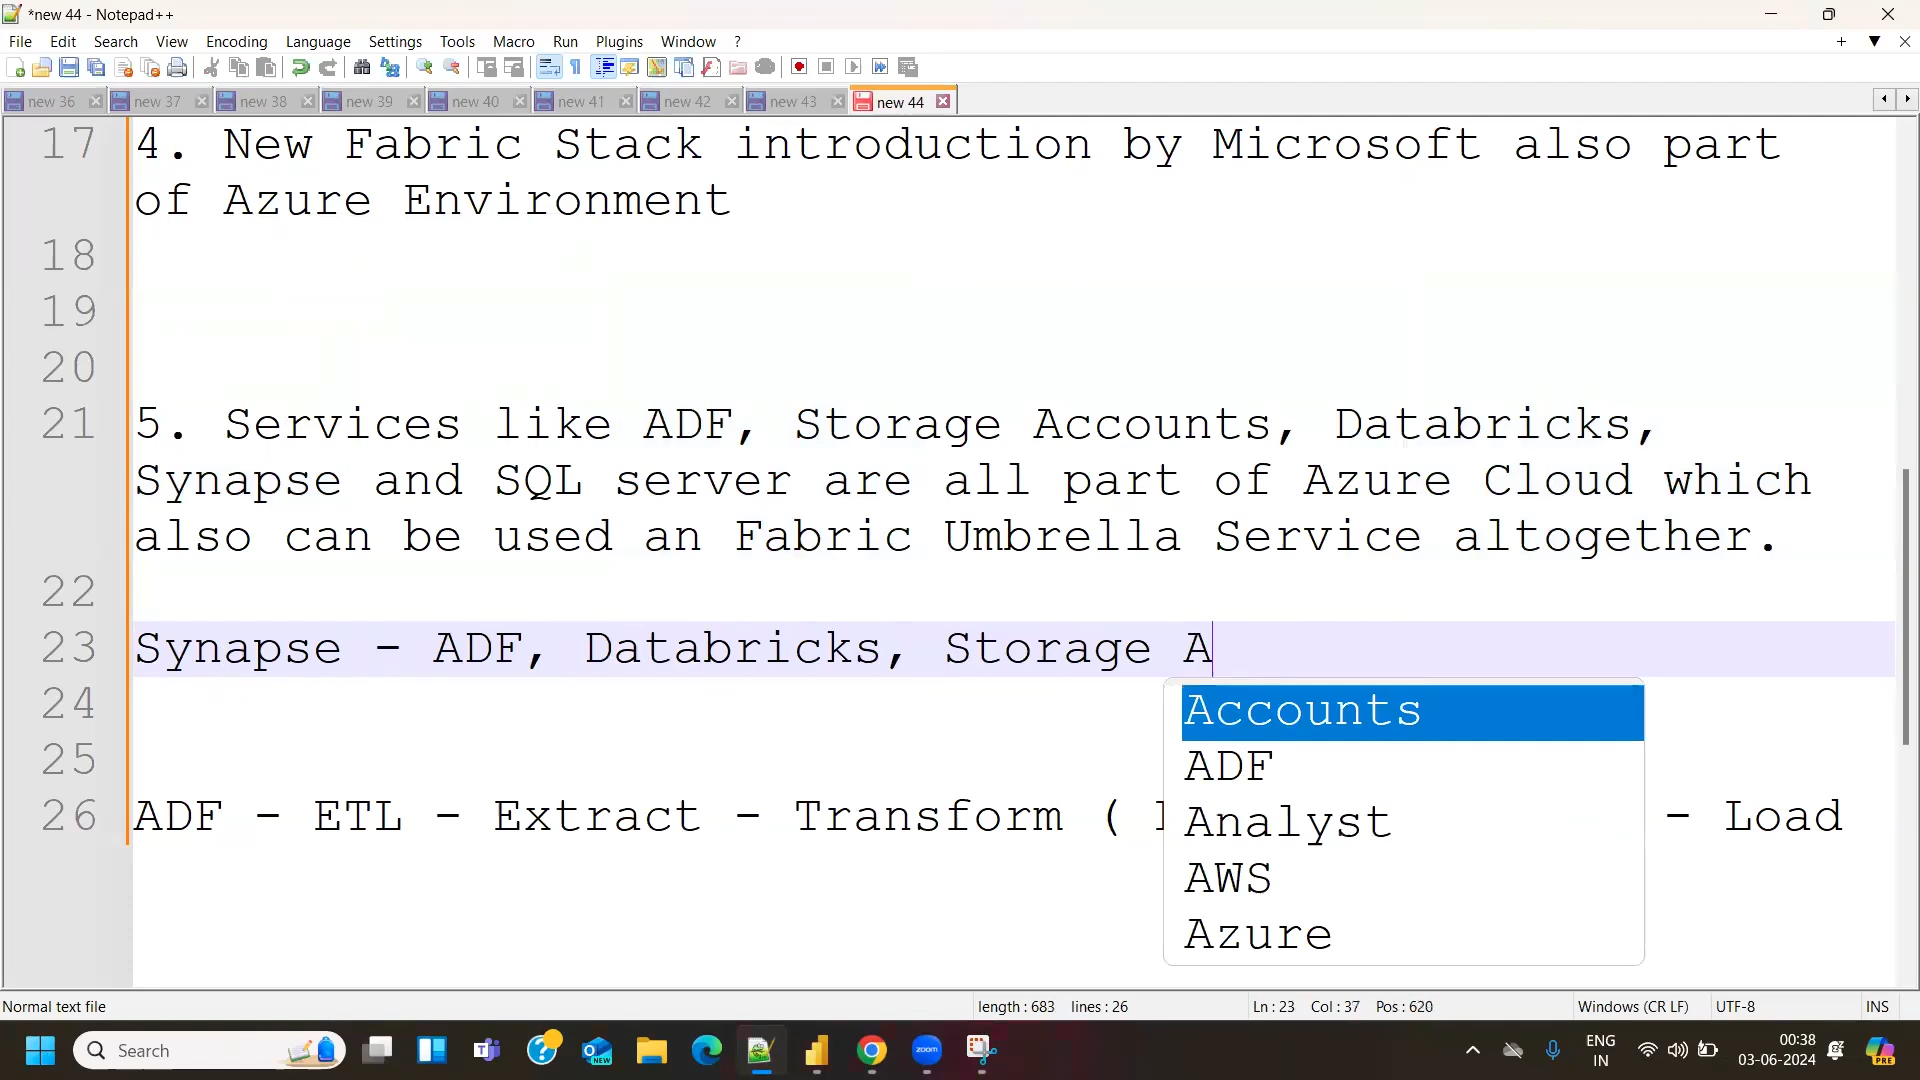 *new 44 - Notepad++
File Edit Search View Encoding Language Settings Tools Macro Run Plugins Window ?
new 36 new 37 new 38 new 39 new 40 new 41 new 42 new 43 new 44
17 4. New Fabric Stack introduction by Microsoft also part
of Azure Environment
18
19
20
21 5. Services like ADF, Storage Accounts, Databricks,
Synapse and SQL server are all part of Azure Cloud which
also can be used an Fabric Umbrella Service altogether.
22
23 Synapse - ADF, Databricks, Storage A
Accounts
ADF
Analyst
AWS
Azure
24
25
26 ADF - ETL - Extract - Transform ( - Load
Normal text file length : 683 lines : 26 Ln : 23 Col : 37 Pos : 620 Windows (CR LF) UTF-8 INS
Search
zoom
NEW
ENG
IN
00:38
03-06-2024
PRE